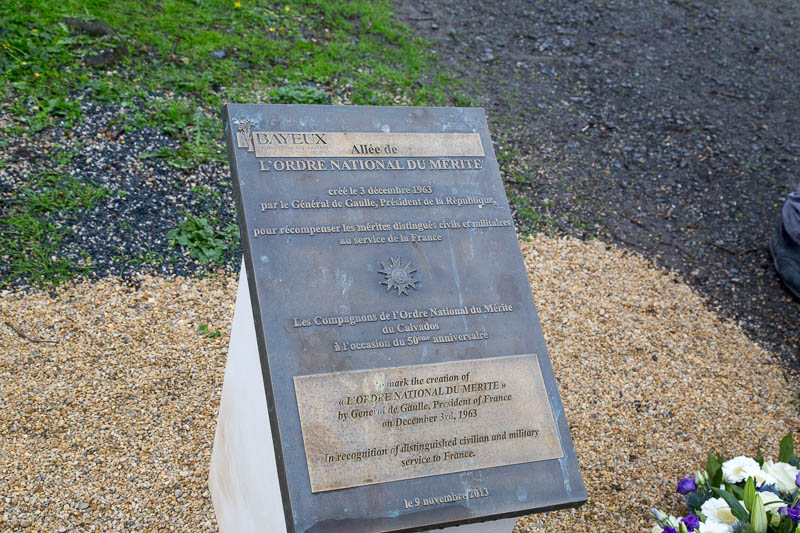 BAYEUX
Allée de
L'ORDRE NATIONAL DU MERITE
créé le 3 décembre 1963
par le Général de Gaulle, Président de la République,
pour récompenser les mérites distingués civils et militaires
au service de la France
Les Compagnons de l'Ordre National du Mérite
du Calvados
à l'occasion du 50ème anniversaire
mark the creation of
« L'ORDRE NATIONAL DU MERITE »
by General de Gaulle, President of France
on December 3rd, 1963
In recognition of distinguished civilian and military
service to France.
le 9 novembre 2013